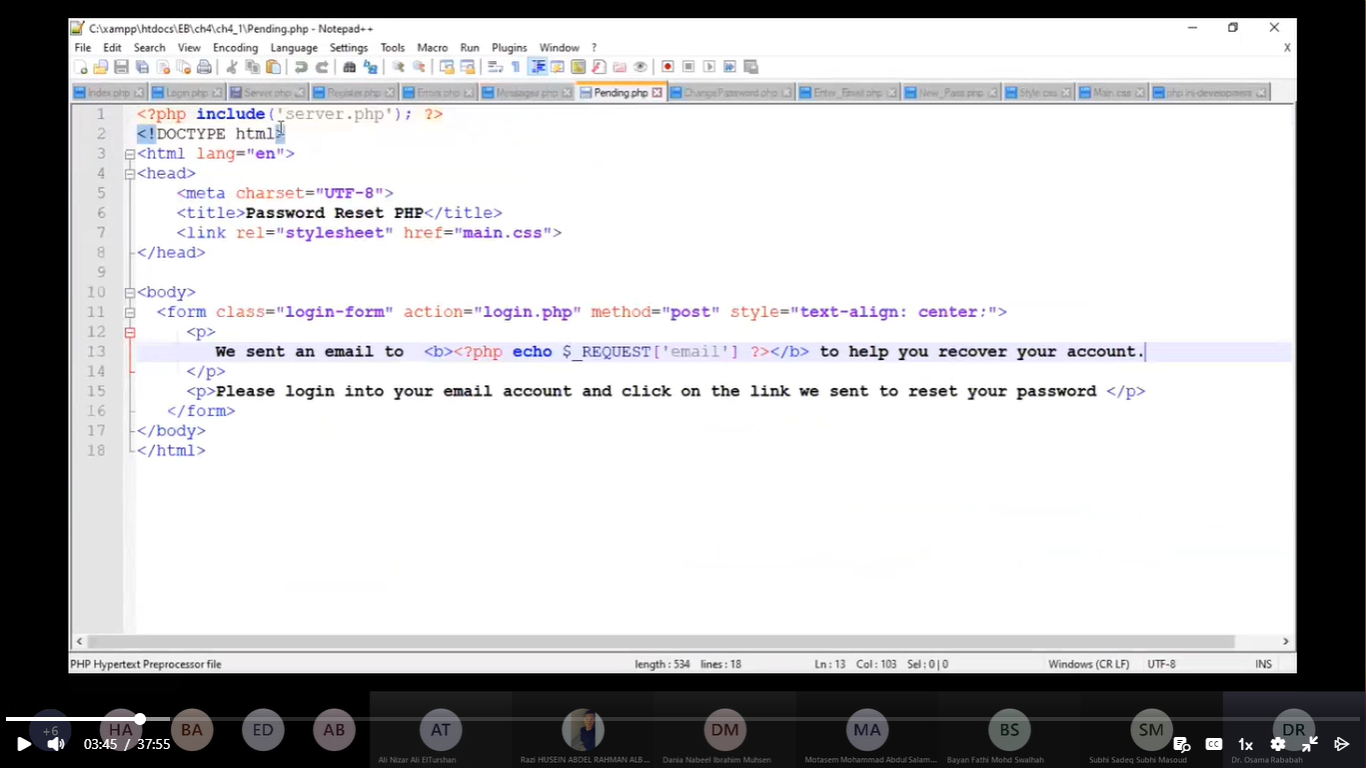 C:\xampp\htdocs\EB\ch4\ch4_1\Pending.php - Notepad++
File Edit Search View Encoding Language Settings Tools Macro Run Plugins Window ? X
Index.php Login.php Server.php Register.php Errors.php Messages.php Pending.php ChangePassword.php Enter_Email.php New_Pass.php Style.css Main.css php.ini-development
1 <?php include('server.php'); ?>
2 <!DOCTYPE html>
3 <html lang="en">
4 <head>
5 <meta charset="UTF-8">
6 <title>Password Reset PHP</title>
7 <link rel="stylesheet" href="main.css">
8 </head>
9
10 <body>
11 <form class="login-form" action="login.php" method="post" style="text-align: center;">
12 <p>
13 We sent an email to  <b><?php echo $_REQUEST['email'] ?></b> to help you recover your account.
14 </p>
15 <p>Please login into your email account and click on the link we sent to reset your password </p>
16 </form>
17 </body>
18 </html>
PHP Hypertext Preprocessor file length : 534 lines : 18 Ln : 13 Col : 103 Sel : 0 | 0 Windows (CR LF) UTF-8 INS
+6 HA BA ED AB AT DM MA BS SM DR
03:45 / 37:55 CC 1x
Ali Nizar Ali ElTurshan Razi HUSEIN ABDEL RAHMAN ALB... Dania Nabeel Ibrahim Muhsen Motasem Mohammad Abdul Salam... Bayan Fathi Mohd Swalhah Subhi Sadeq Subhi Masoud Dr. Osama Rababah